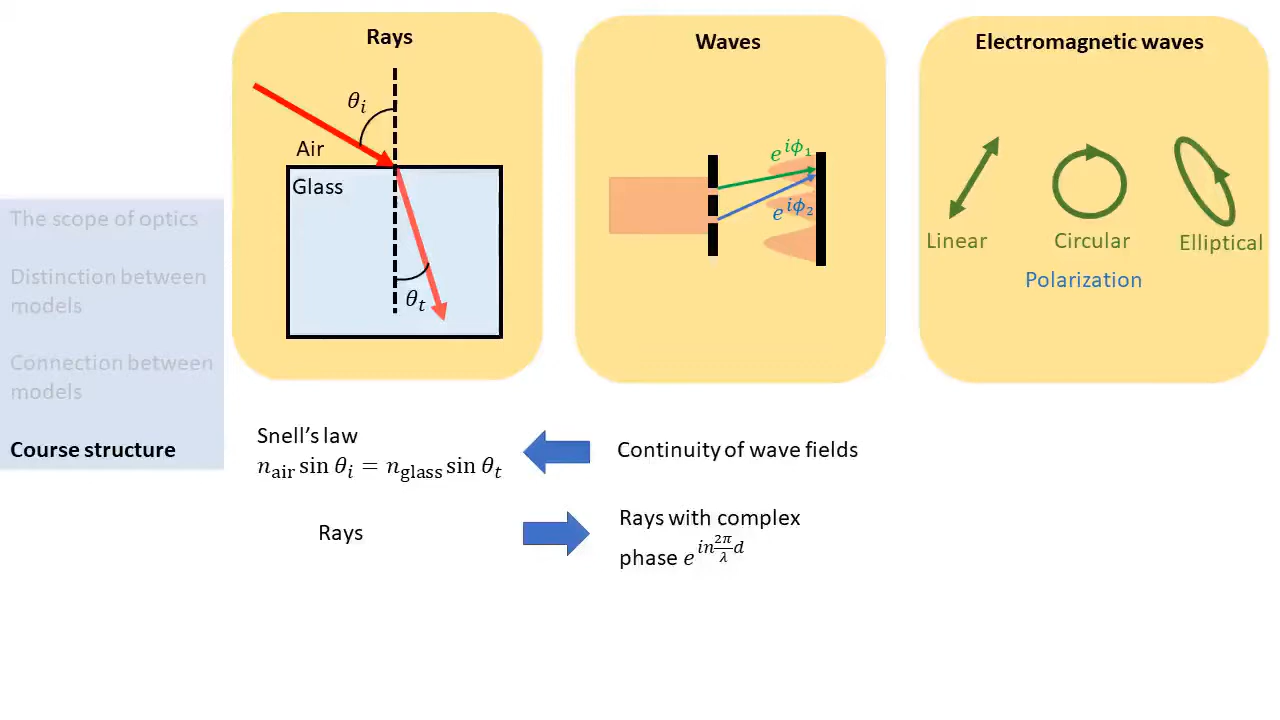 Rays
θᵢ
Air
Glass
θₜ
Waves
e^{iϕ₁}
e^{iϕ₂}
Electromagnetic waves
Linear
Circular
Elliptical
Polarization
The scope of optics
Distinction between
models
Connection between
models
Course structure
Snell's law
n_air sin θᵢ = n_glass sin θₜ
Continuity of wave fields
Rays
Rays with complex
phase e^{in\frac{2π}{λ}d}